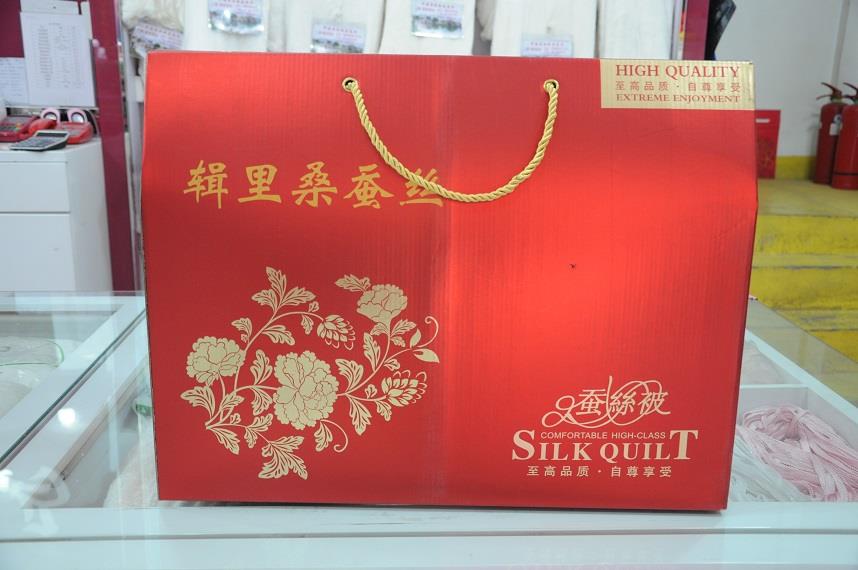 HIGH QUALITY
至高品质·自尊享受
EXTREME ENJOYMENT
辑里桑蚕丝
蚕絲被
COMFORTABLE HIGH-CLASS
SILK QUILT
至高品质·自尊享受